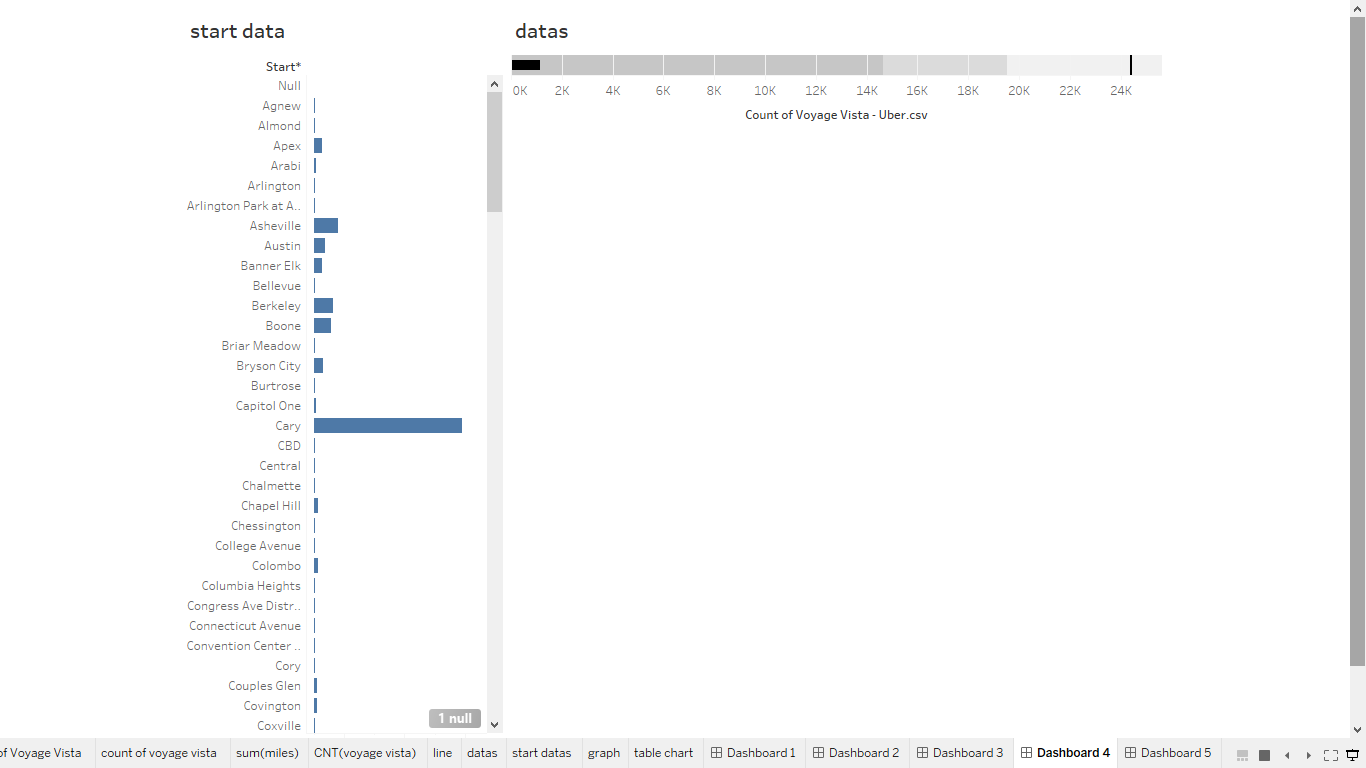 start data
Start*
Null
Agnew
Almond
Apex
Arabi
Arlington
Arlington Park at A..
Asheville
Austin
Banner Elk
Bellevue
Berkeley
Boone
Briar Meadow
Bryson City
Burtrose
Capitol One
Cary
CBD
Central
Chalmette
Chapel Hill
Chessington
College Avenue
Colombo
Columbia Heights
Congress Ave Distr..
Connecticut Avenue
Convention Center ..
Cory
Couples Glen
Covington
Coxville
1 null
datas
0K 2K 4K 6K 8K 10K 12K 14K 16K 18K 20K 22K 24K
Count of Voyage Vista - Uber.csv
of Voyage Vista count of voyage vista sum(miles) CNT(voyage vista) line datas start datas graph table chart Dashboard 1 Dashboard 2 Dashboard 3 Dashboard 4 Dashboard 5